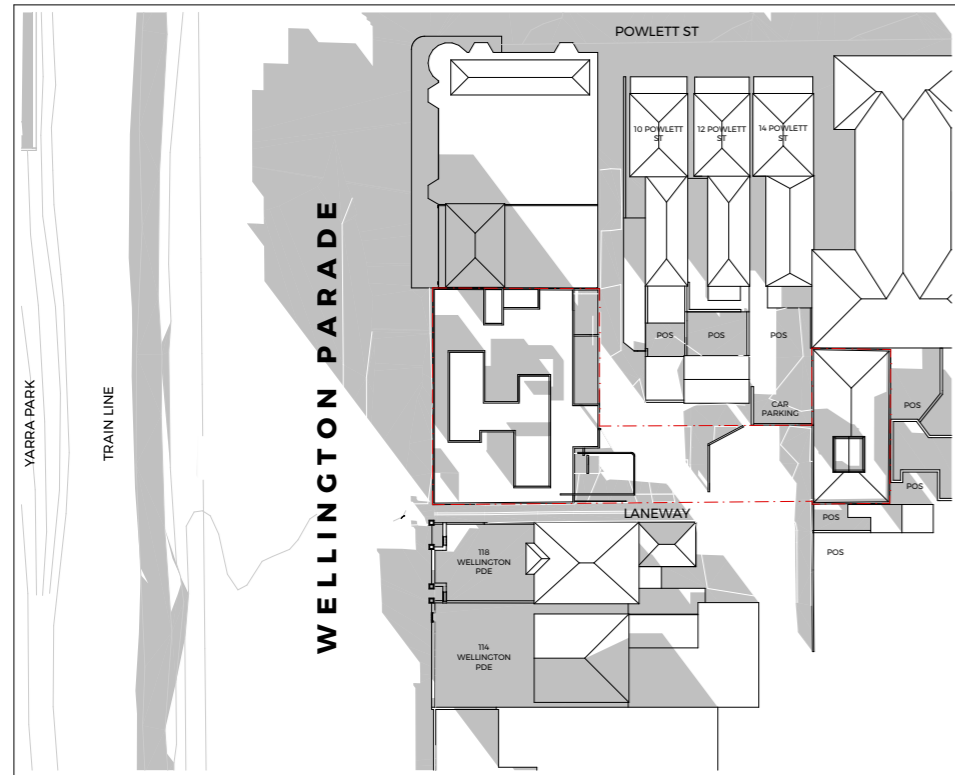 POWLETT ST
10 POWLETT
ST
12 POWLETT
ST
14 POWLETT
ST
WELLINGTON PARADE
YARRA PARK
TRAIN LINE
POS
POS
POS
CAR
PARKING
POS
POS
POS
POS
LANEWAY
118
WELLINGTON
PDE
114
WELLINGTON
PDE